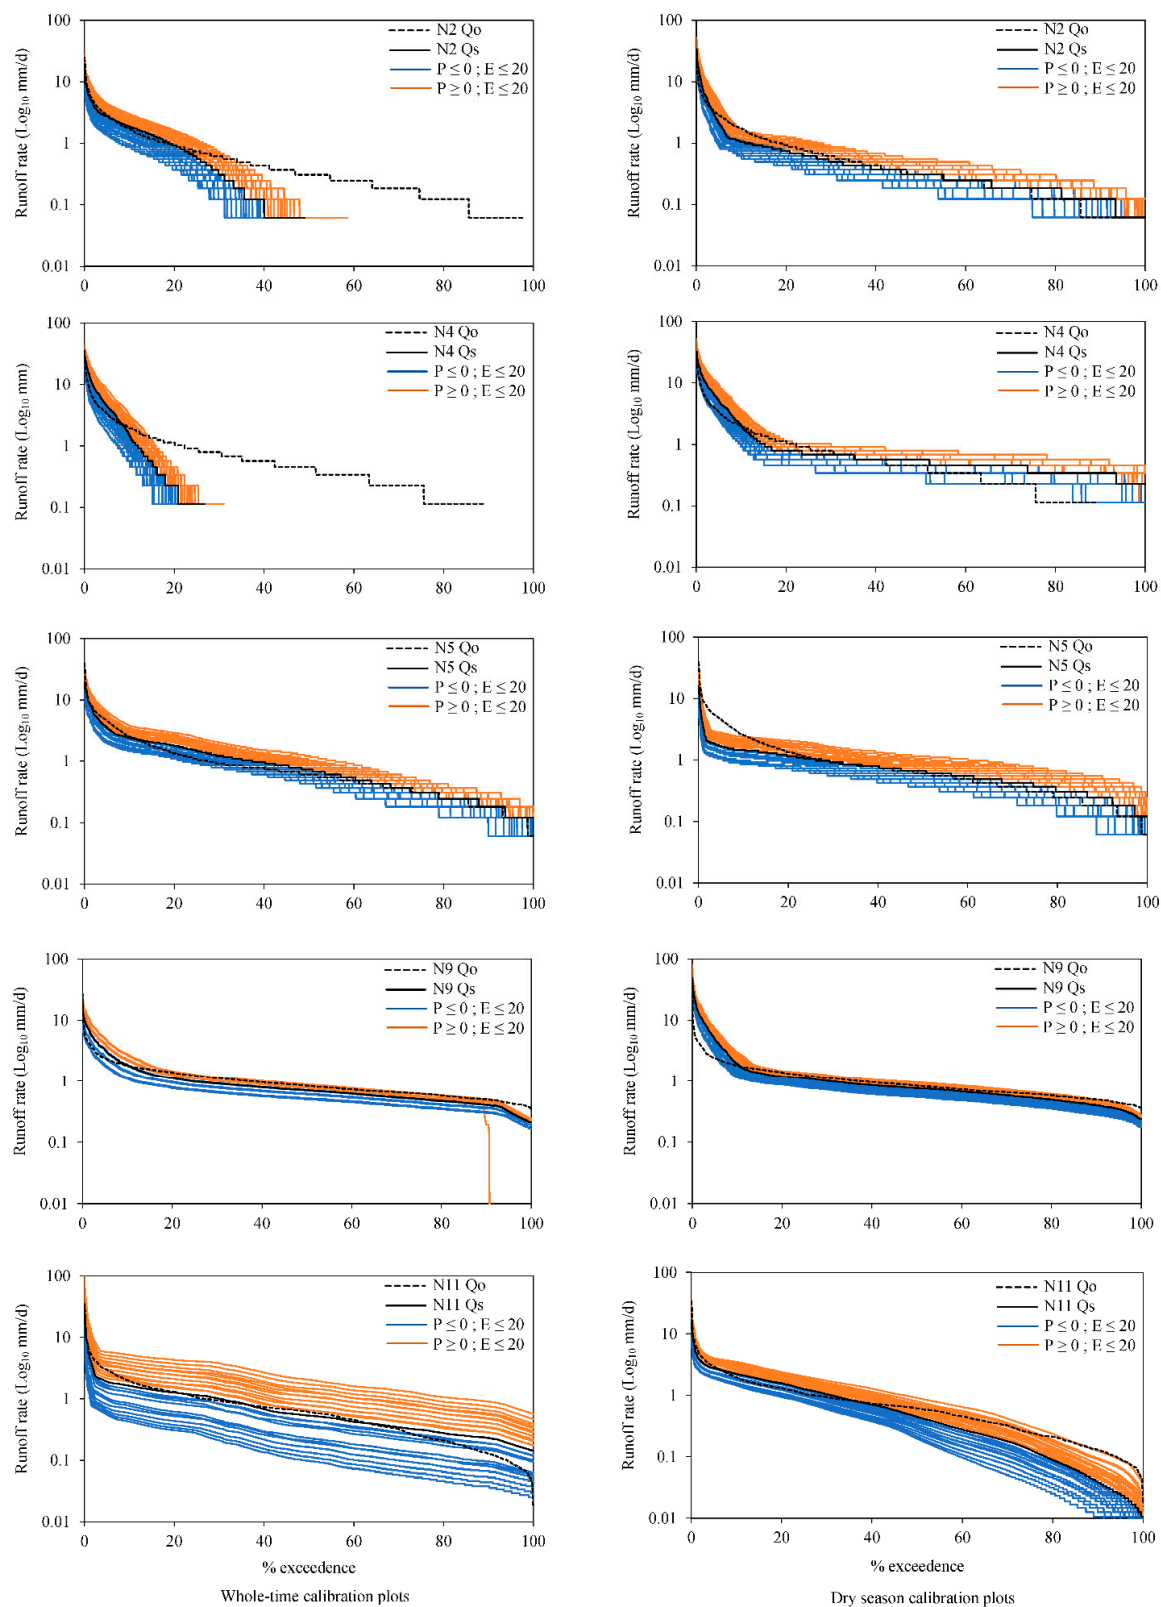 100
10
1
0.1
0.01
Runoff rate (Log₁₀ mm/d)
N2 Qo
N2 Qs
P ≤ 0 ; E ≤ 20
P ≥ 0 ; E ≤ 20
0 20 40 60 80 100
100
10
1
0.1
0.01
Runoff rate (Log₁₀ mm/d)
N2 Qo
N2 Qs
P ≤ 0 ; E ≤ 20
P ≥ 0 ; E ≤ 20
0 20 40 60 80 100
100
10
1
0.1
0.01
Runoff rate (Log₁₀ mm)
N4 Qo
N4 Qs
P ≤ 0 ; E ≤ 20
P ≥ 0 ; E ≤ 20
0 20 40 60 80 100
100
10
1
0.1
0.01
Runoff rate (Log₁₀ mm/d)
N4 Qo
N4 Qs
P ≤ 0 ; E ≤ 20
P ≥ 0 ; E ≤ 20
0 20 40 60 80 100
100
10
1
0.1
0.01
Runoff rate (Log₁₀ mm/d)
N5 Qo
N5 Qs
P ≤ 0 ; E ≤ 20
P ≥ 0 ; E ≤ 20
0 20 40 60 80 100
100
10
1
0.1
0.01
Runoff rate (Log₁₀ mm/d)
N5 Qo
N5 Qs
P ≤ 0 ; E ≤ 20
P ≥ 0 ; E ≤ 20
0 20 40 60 80 100
100
10
1
0.1
0.01
Runoff rate (Log₁₀ mm/d)
N9 Qo
N9 Qs
P ≤ 0 ; E ≤ 20
P ≥ 0 ; E ≤ 20
0 20 40 60 80 100
100
10
1
0.1
0.01
Runoff rate (Log₁₀ mm/d)
N9 Qo
N9 Qs
P ≤ 0 ; E ≤ 20
P ≥ 0 ; E ≤ 20
0 20 40 60 80 100
100
10
1
0.1
0.01
Runoff rate (Log₁₀ mm/d)
N11 Qo
N11 Qs
P ≤ 0 ; E ≤ 20
P ≥ 0 ; E ≤ 20
0 20 40 60 80 100
% exceedence
Whole-time calibration plots
100
10
1
0.1
0.01
Runoff rate (Log₁₀ mm/d)
N11 Qo
N11 Qs
P ≤ 0 ; E ≤ 20
P ≥ 0 ; E ≤ 20
0 20 40 60 80 100
% exceedence
Dry season calibration plots